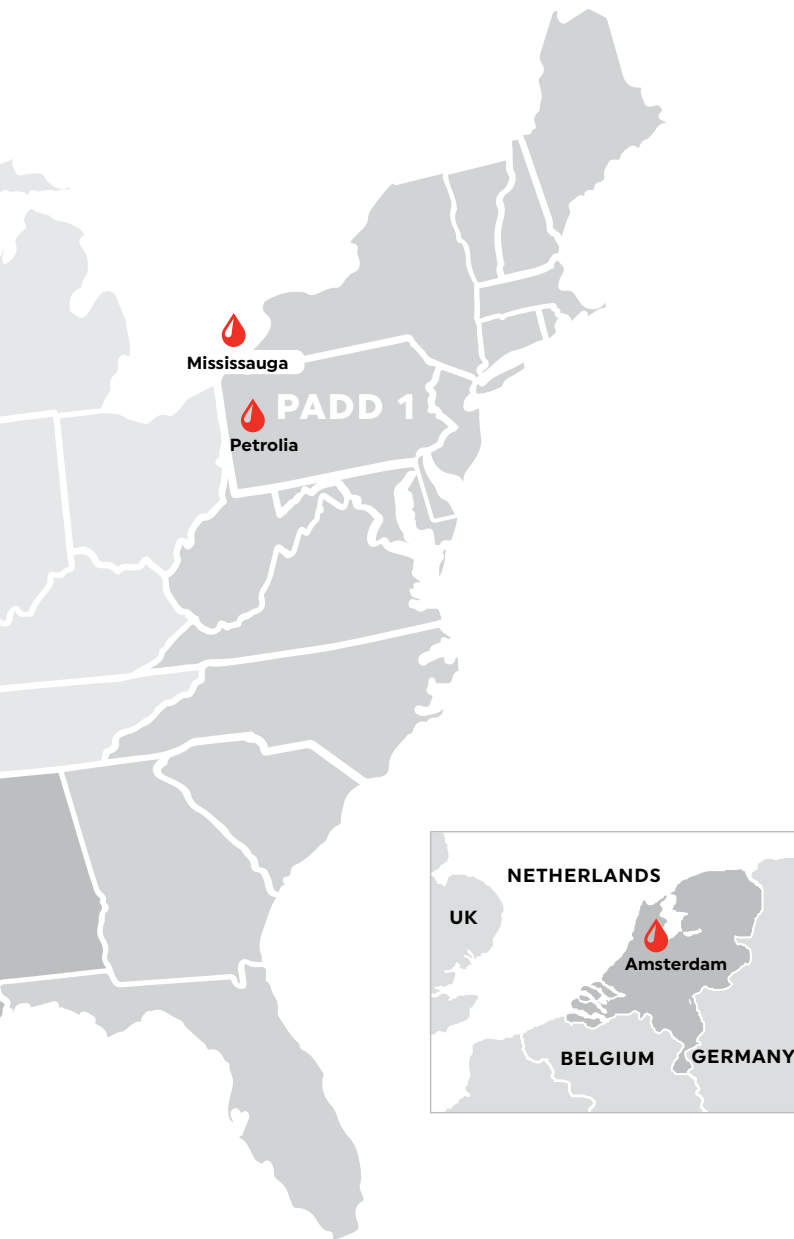 Mississauga
PADD 1
Petrolia
NETHERLANDS
UK
Amsterdam
BELGIUM
GERMANY